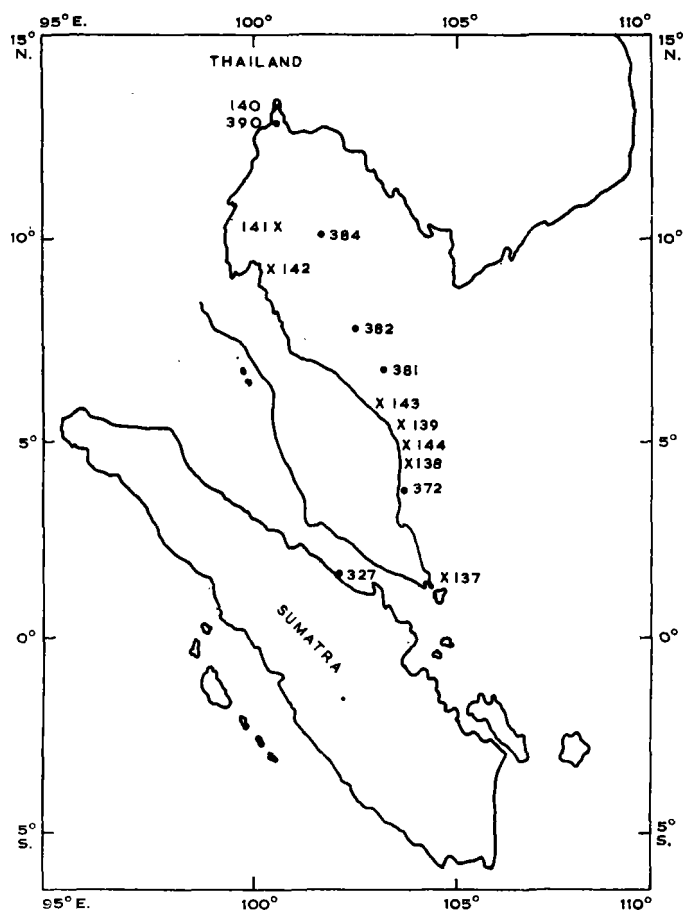 95° E. 100° 105° 110°
15° N. 15° N.
THAILAND
140
390
141 X
384
10° 10°
X 142
382
381
X 143
X 139
5° X 144 5°
X 138
372
327 X 137
SUMATRA
0° 0°
5° S. 5° S.
95° E. 100° 105° 110°